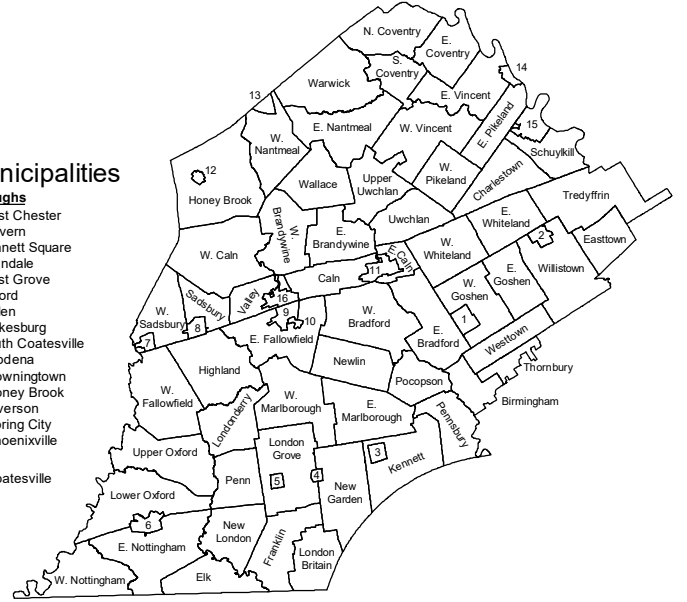 N. Coventry
E.
Coventry
S.
Coventry
14
Warwick
13
E. Vincent
E. Nantmeal
W. Vincent
E. Pikeland
15
W.
Nantmeal
Schuylkill
12
Honey Brook
Wallace
Upper
Uwchlan
W.
Pikeland
Charlestown
Tredyffrin
W.
Brandywine
E.
Brandywine
Uwchlan
E.
Whiteland
2
Easttown
W. Caln
E. Caln
W.
Whiteland
Willistown
11
Caln
E.
Goshen
W.
Goshen
Sadsbury
Valley
16
9
10
W.
Sadsbury
8
7
W.
Bradford
1
E.
Bradford
Westtown
E. Fallowfield
Thornbury
Highland
Newlin
Pocopson
Birmingham
W.
Fallowfield
Londonderry
W.
Marlborough
E.
Marlborough
Pennsbury
Upper Oxford
London
Grove
3
Kennett
Penn
5
4
New
Garden
Lower Oxford
6
New
London
Franklin
London
Britain
E. Nottingham
W. Nottingham
Elk
nicipalities
ughs
st Chester
vern
nnett Square
ndale
st Grove
ord
len
kesburg
uth Coatesville
odena
owningtown
oney Brook
verson
oring City
oenixville
oatesville